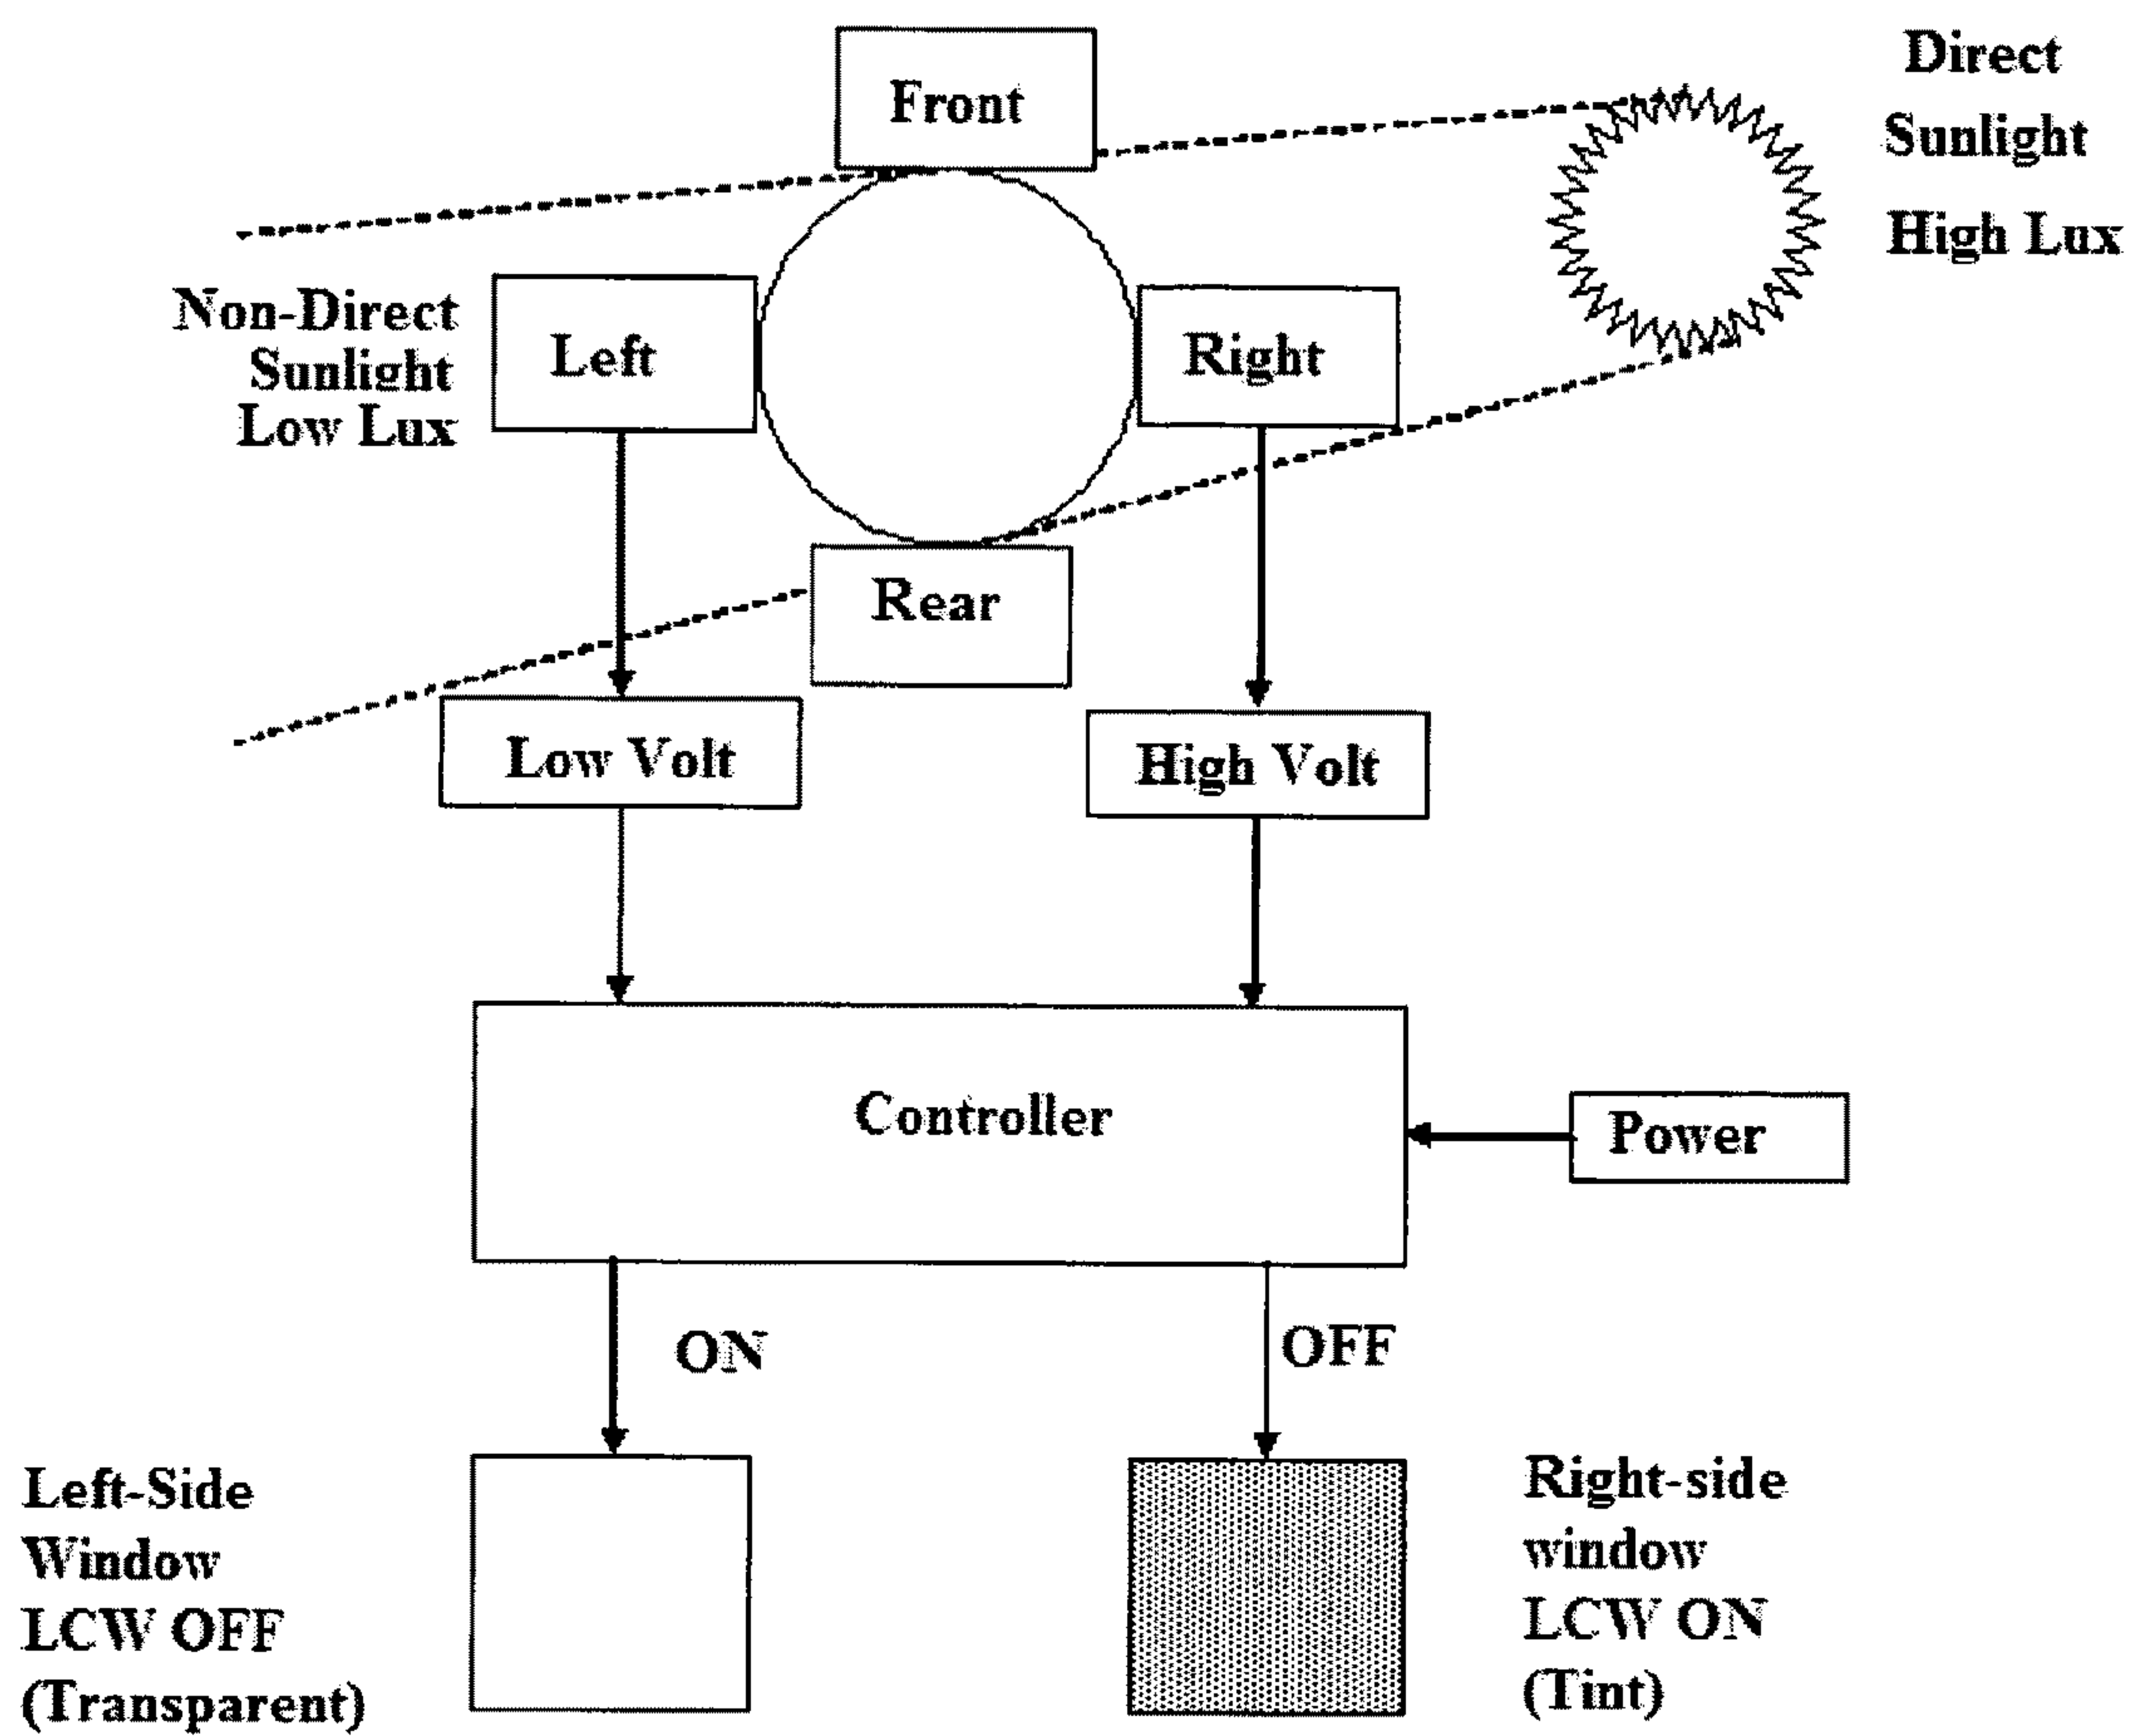 Front
Direct
Sunlight
High Lux
Non-Direct
Sunlight
Low Lux
Left
Right
Rear
Low Volt
High Volt
Controller
Power
ON
OFF
Left-Side
Window
LCW OFF
(Transparent)
Right-side
window
LCW ON
(Tint)